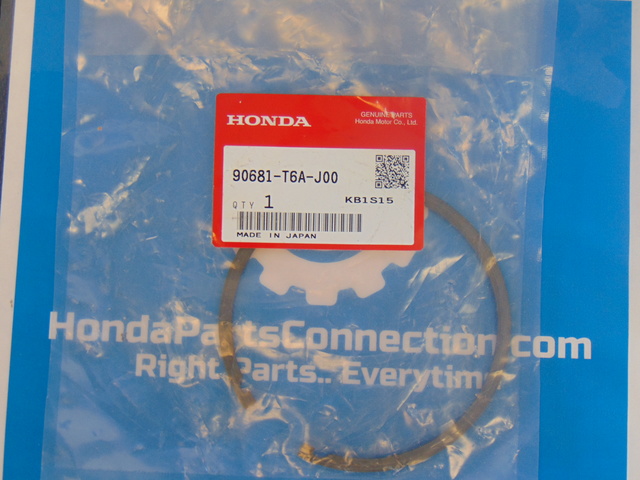 HONDA
GENUINE PARTS
Honda Motor Co., Ltd.
90681-T6A-J00
QTY 1
KB1S15
MADE IN JAPAN
HondaPartsConnection.com
Right Parts.. Everytime